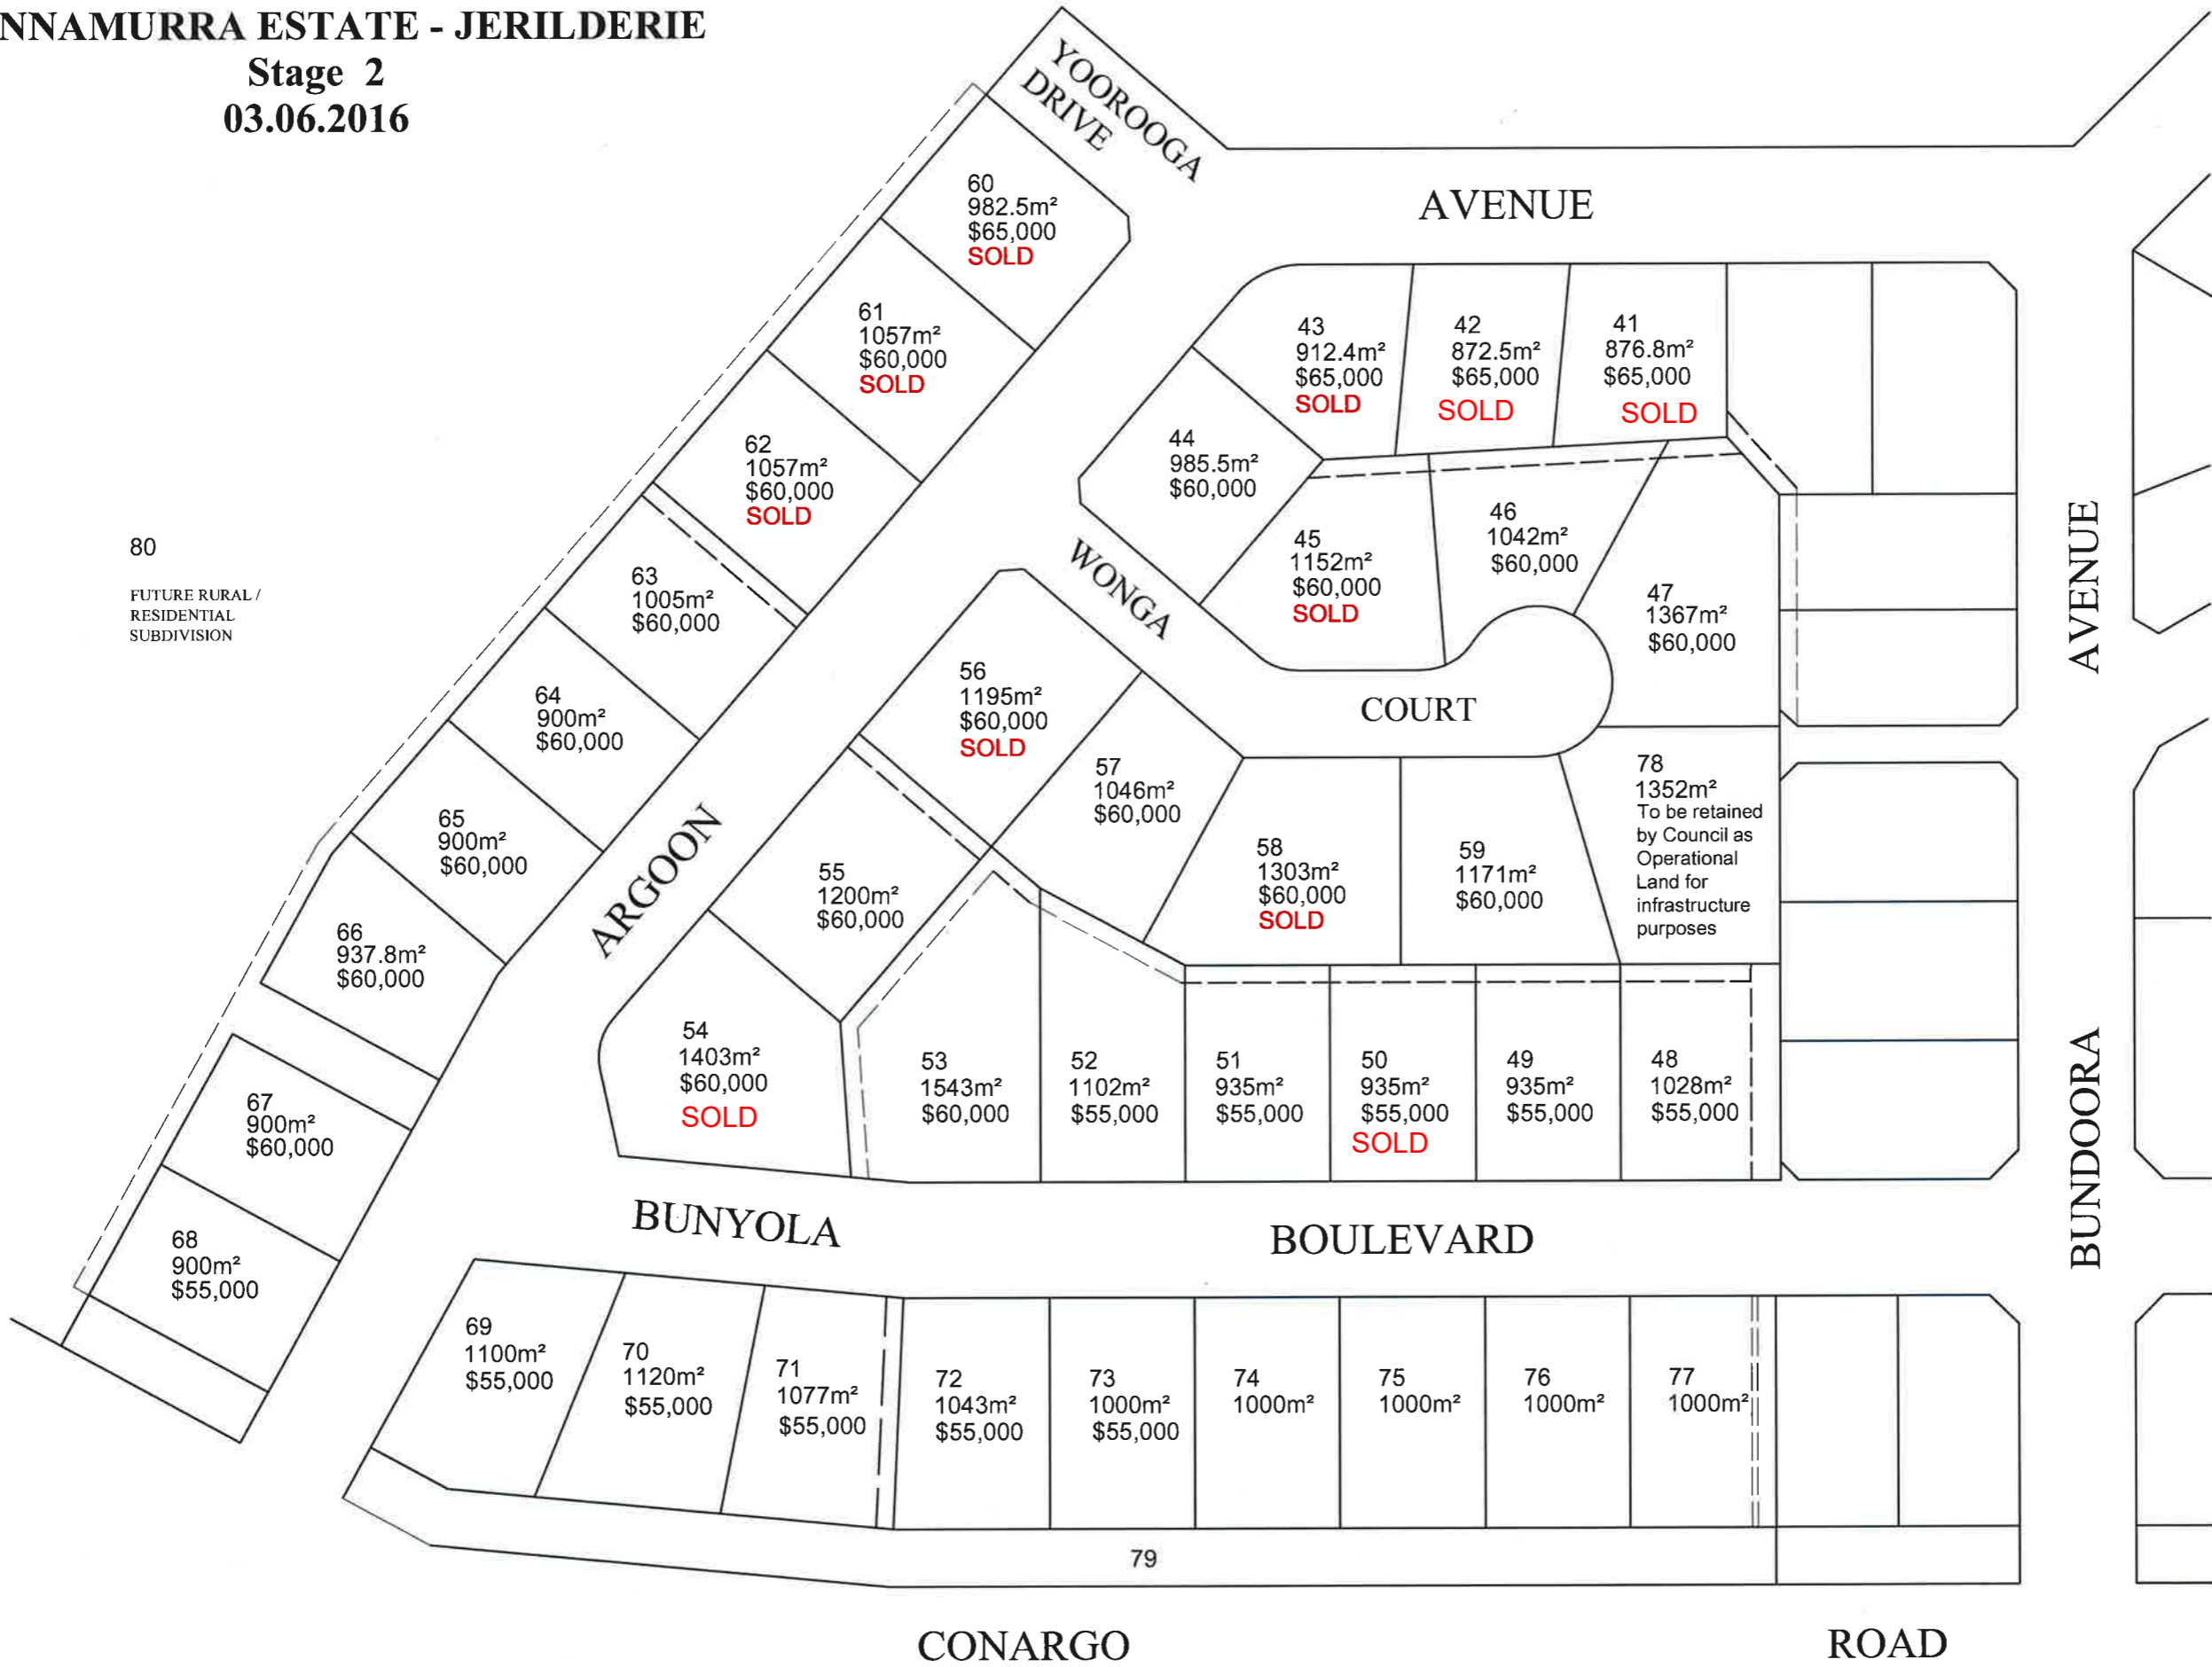 NNAMURRA ESTATE - JERILDERIE
Stage 2
03.06.2016
YOOROOGA
DRIVE
AVENUE
60
982.5m²
$65,000
SOLD
61
1057m²
$60,000
SOLD
62
1057m²
$60,000
SOLD
63
1005m²
$60,000
64
900m²
$60,000
65
900m²
$60,000
66
937.8m²
$60,000
67
900m²
$60,000
68
900m²
$55,000
80
FUTURE RURAL /
RESIDENTIAL
SUBDIVISION
43
912.4m²
$65,000
SOLD
42
872.5m²
$65,000
SOLD
41
876.8m²
$65,000
SOLD
44
985.5m²
$60,000
45
1152m²
$60,000
SOLD
46
1042m²
$60,000
47
1367m²
$60,000
WONGA
COURT
56
1195m²
$60,000
SOLD
57
1046m²
$60,000
58
1303m²
$60,000
SOLD
59
1171m²
$60,000
78
1352m²
To be retained
by Council as
Operational
Land for
infrastructure
purposes
ARGOON
55
1200m²
$60,000
54
1403m²
$60,000
SOLD
53
1543m²
$60,000
52
1102m²
$55,000
51
935m²
$55,000
50
935m²
$55,000
SOLD
49
935m²
$55,000
48
1028m²
$55,000
AVENUE
BUNDOORA
BUNYOLA
BOULEVARD
69
1100m²
$55,000
70
1120m²
$55,000
71
1077m²
$55,000
72
1043m²
$55,000
73
1000m²
$55,000
74
1000m²
75
1000m²
76
1000m²
77
1000m²
79
CONARGO
ROAD